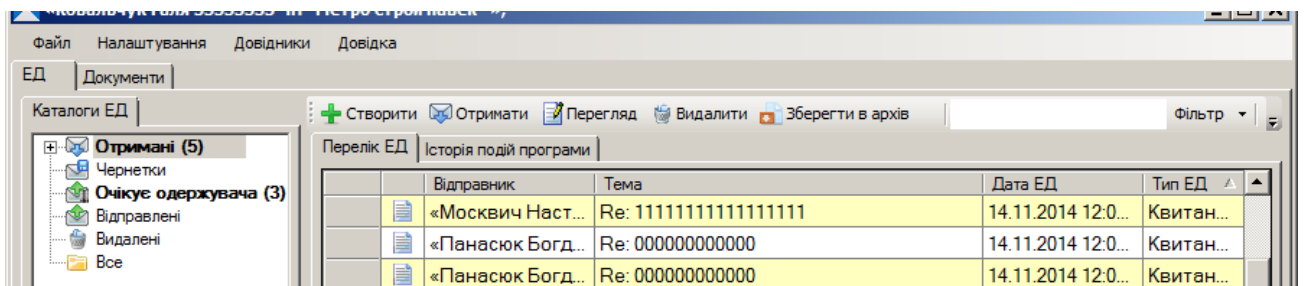 Файл Налаштування Довідники Довідка
ЕД Документи
Каталоги ЕД
Створити Отримати Перегляд Видалити Зберегти в архів Фільтр
Отримані (5)
Чернетки
Очікує одержувача (3)
Відправлені
Видалені
Все
Перелік ЕД Історія подій програми
Відправник Тема Дата ЕД Тип ЕД
«Москвич Наст... Re: 11111111111111111 14.11.2014 12:0... Квитан...
«Панасюк Богд... Re: 000000000000 14.11.2014 12:0... Квитан...
«Панасюк Богд... Re: 000000000000 14.11.2014 12:0... Квитан...